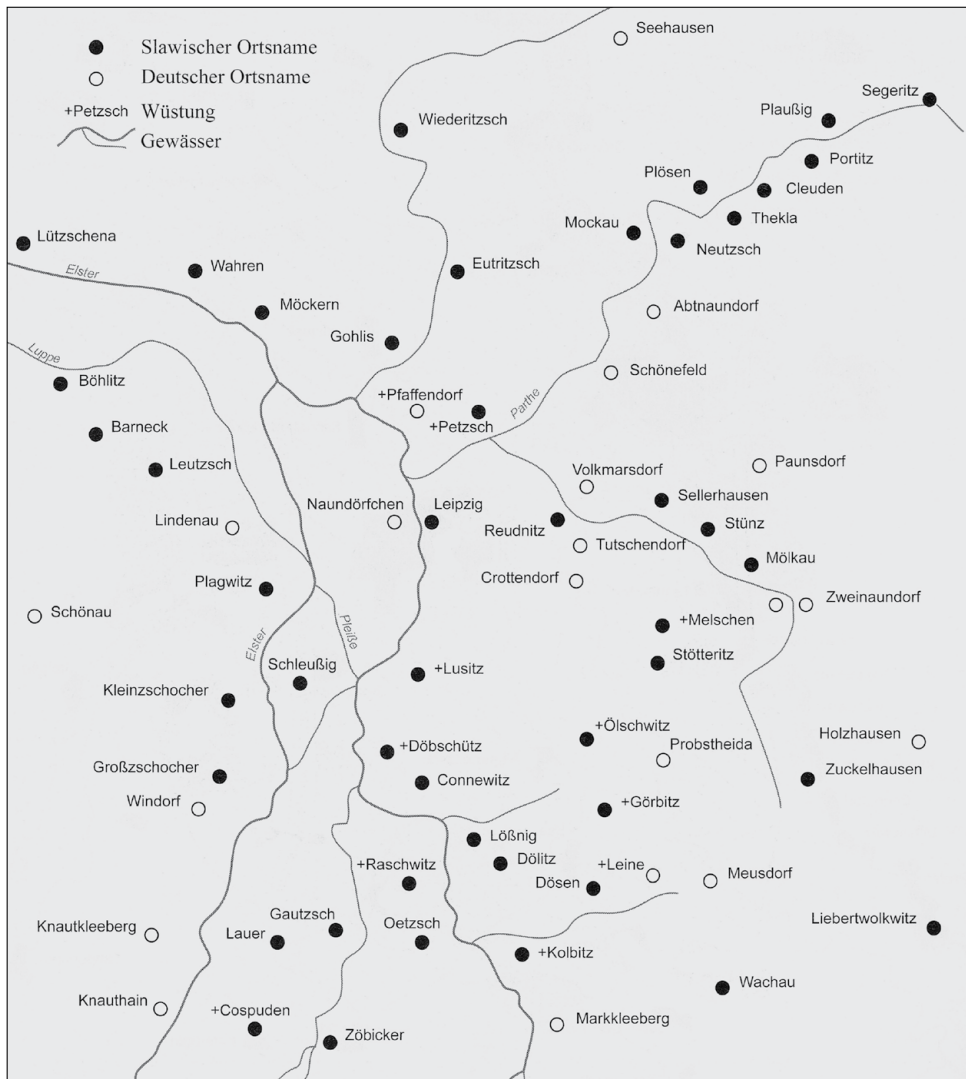 Slawischer Ortsname
Deutscher Ortsname
+Petzsch Wüstung
Gewässer
Seehausen
Segeritz
Plaußig
Wiederitzsch
Portitz
Plösen
Cleuden
Thekla
Mockau
Neutzsch
Lützschena
Elster
Wahren
Eutritzsch
Möckern
Abtnaundorf
Gohlis
Luppe
Böhlitz
Schönefeld
+Pfaffendorf
Parthe
+Petzsch
Barneck
Leutzsch
Paunsdorf
Volkmarsdorf
Sellerhausen
Naundörfchen
Leipzig
Lindenau
Reudnitz
Stünz
Tutschendorf
Mölkau
Crottendorf
Plagwitz
Zweinaundorf
Schönau
Pleiße
+Melschen
Elster
Stötteritz
Schleußig
+Lusitz
Kleinzschocher
+Ölschwitz
Holzhausen
+Döbschütz
Probstheida
Großzschocher
Zuckelhausen
Connewitz
Windorf
+Görbitz
Lößnig
+Raschwitz
Dölitz
+Leine
Dösen
Meusdorf
Gautzsch
Oetzsch
Liebertwolkwitz
Knautkleeberg
Lauer
+Kolbitz
Wachau
Knauthain
+Cospuden
Markkleeberg
Zöbicker